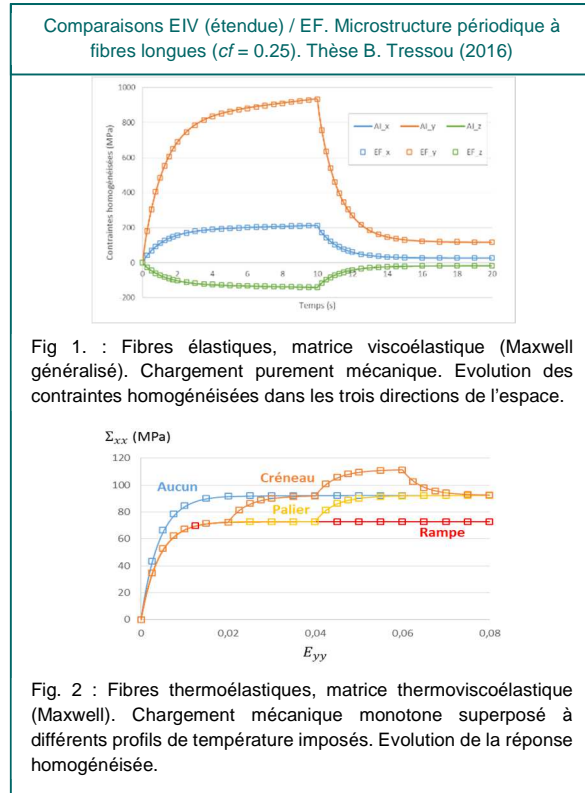 Comparaisons EIV (étendue) / EF. Microstructure périodique à
fibres longues (cf = 0.25). Thèse B. Tressou (2016)
1000
800
600
400
200
0
200
Contraintes homogénéisées (MPa)
AI_x AI_y AI_z
EF_x EF_y EF_z
0 2 4 6 8 10 12 14 16 18 20
Temps (s)
Fig 1. : Fibres élastiques, matrice viscoélastique (Maxwell
généralisé). Chargement purement mécanique. Evolution des
contraintes homogénéisées dans les trois directions de l'espace.
Σxx (MPa)
120
100
80
60
40
20
0
Aucun
Créneau
Palier
Rampe
0 0,02 0,04 0,06 0,08
Eyy
Fig. 2 : Fibres thermoélastiques, matrice thermoviscoélastique
(Maxwell). Chargement mécanique monotone superposé à
différents profils de température imposés. Evolution de la réponse
homogénéisée.